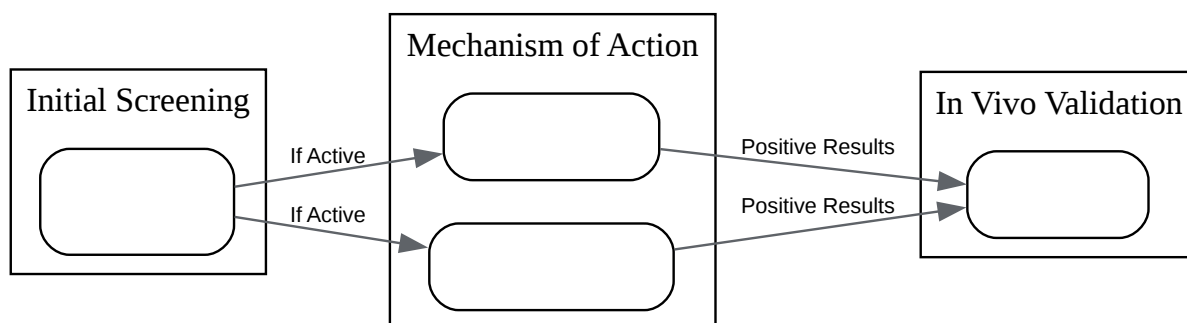 Initial Screening
If Active
If Active
Mechanism of Action
Positive Results
Positive Results
In Vivo Validation